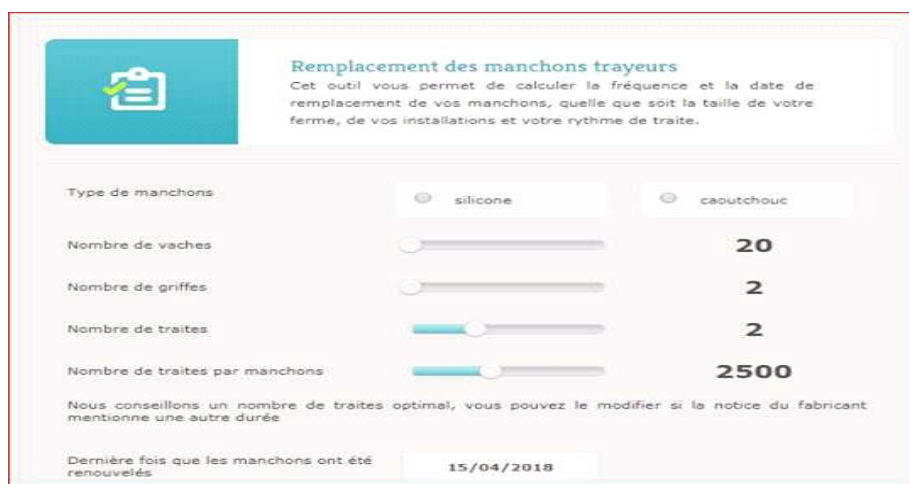 Remplacement des manchons trayeurs
Cet outil vous permet de calculer la fréquence et la date de
remplacement de vos manchons, quelle que soit la taille de votre
ferme, de vos installations et votre rythme de traite.
Type de manchons
silicone
caoutchouc
Nombre de vaches
20
Nombre de griffes
2
Nombre de traites
2
Nombre de traites par manchons
2500
Nous conseillons un nombre de traites optimal, vous pouvez le modifier si la notice du fabricant
mentionne une autre durée
Dernière fois que les manchons ont été
renouvelés
15/04/2018